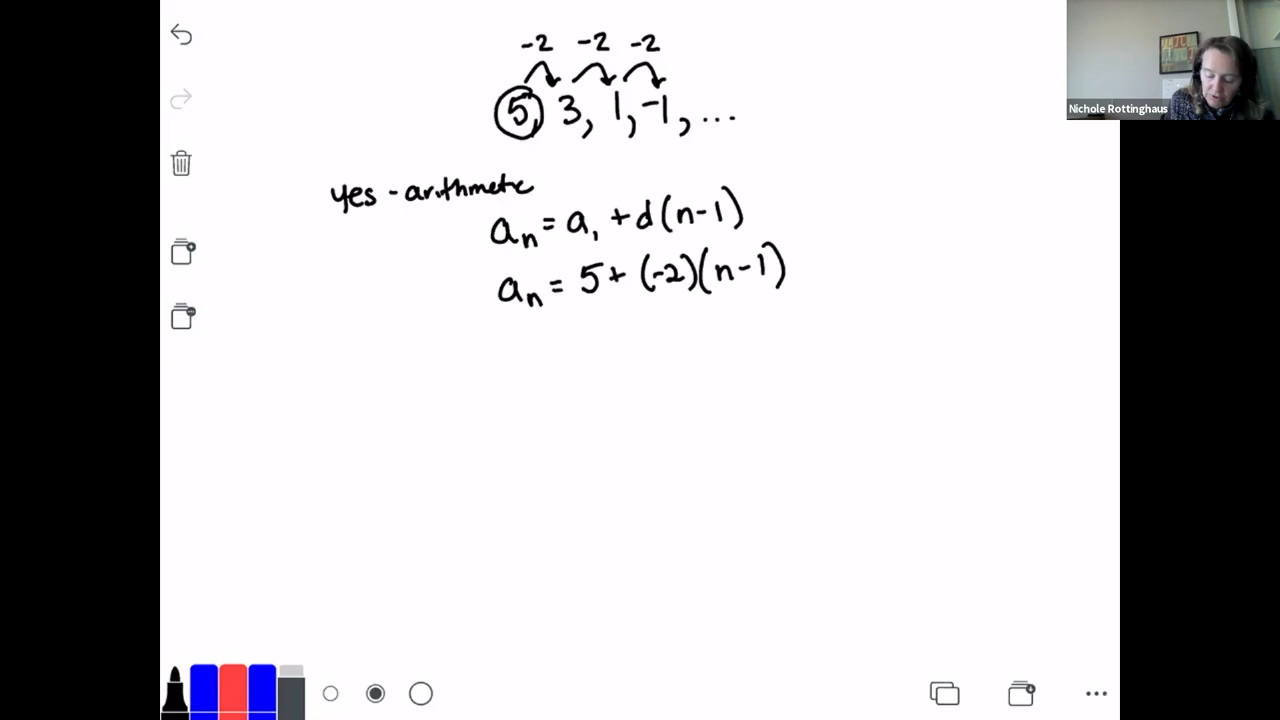 -2 -2 -2
5, 3, 1, -1, ...
Nichole Rottinghaus
yes - arithmetic
aₙ = a₁ + d(n-1)
aₙ = 5 + (-2)(n-1)